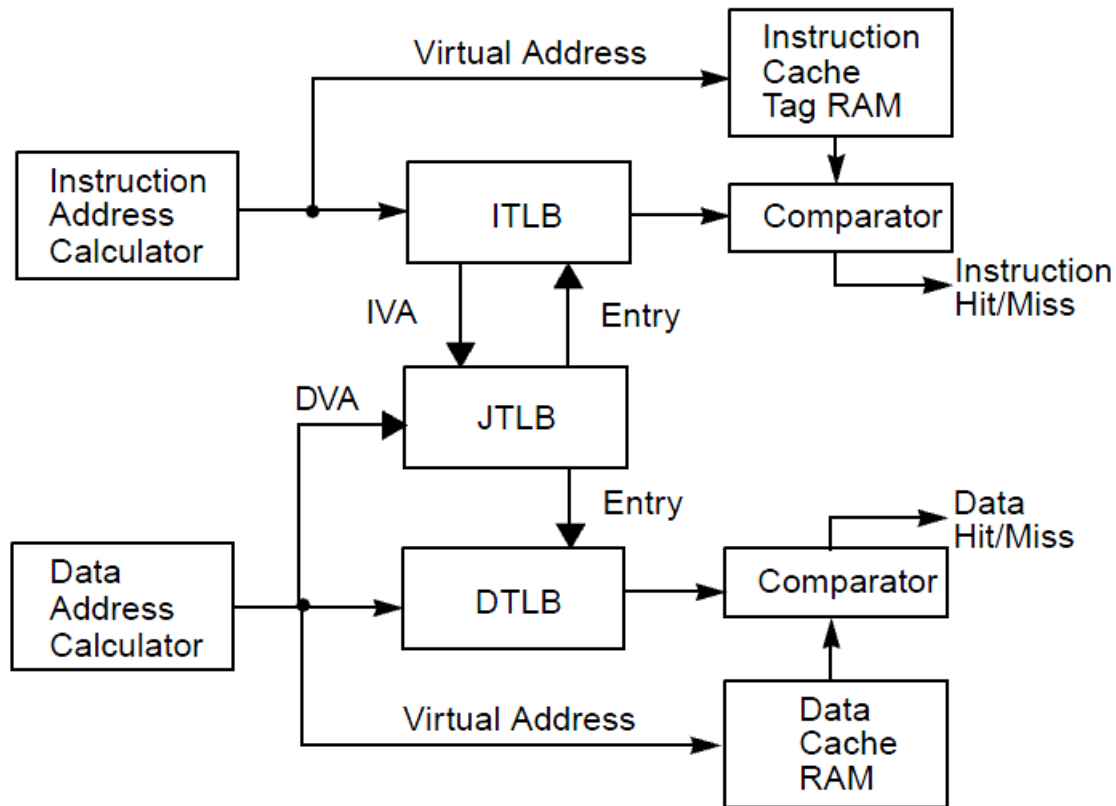 Virtual Address
Instruction
Cache
Tag RAM
Instruction
Address
Calculator
ITLB
Comparator
Instruction
Hit/Miss
IVA
Entry
DVA
JTLB
Entry
Data
Hit/Miss
Data
Address
Calculator
DTLB
Comparator
Virtual Address
Data
Cache
RAM